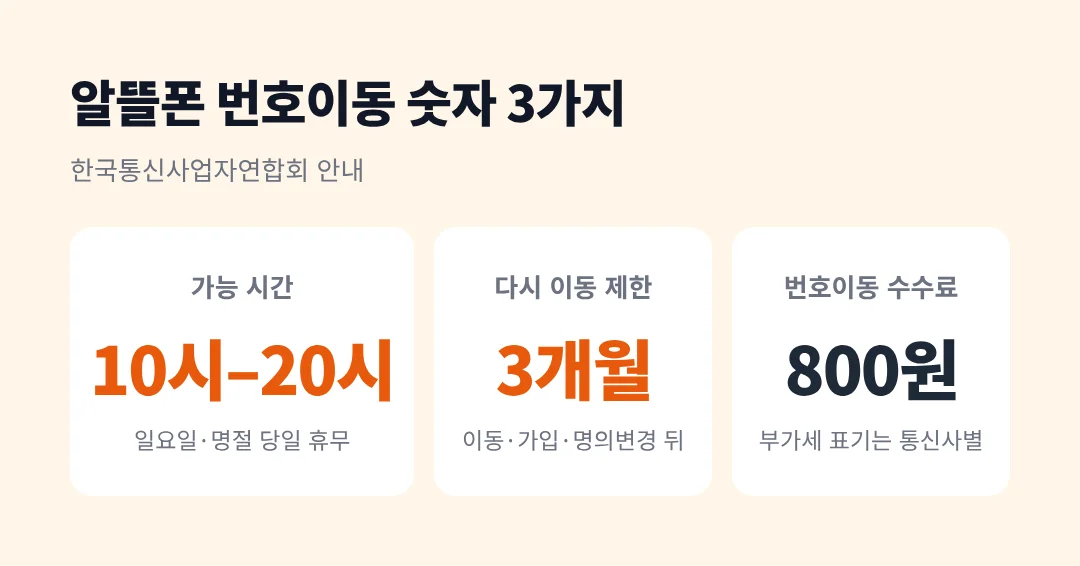 알뜰폰 번호이동 숫자 3가지
한국통신사업자연합회 안내
가능 시간
10시–20시
일요일·명절 당일 휴무
다시 이동 제한
3개월
이동·가입·명의변경 뒤
번호이동 수수료
800원
부가세 표기는 통신사별